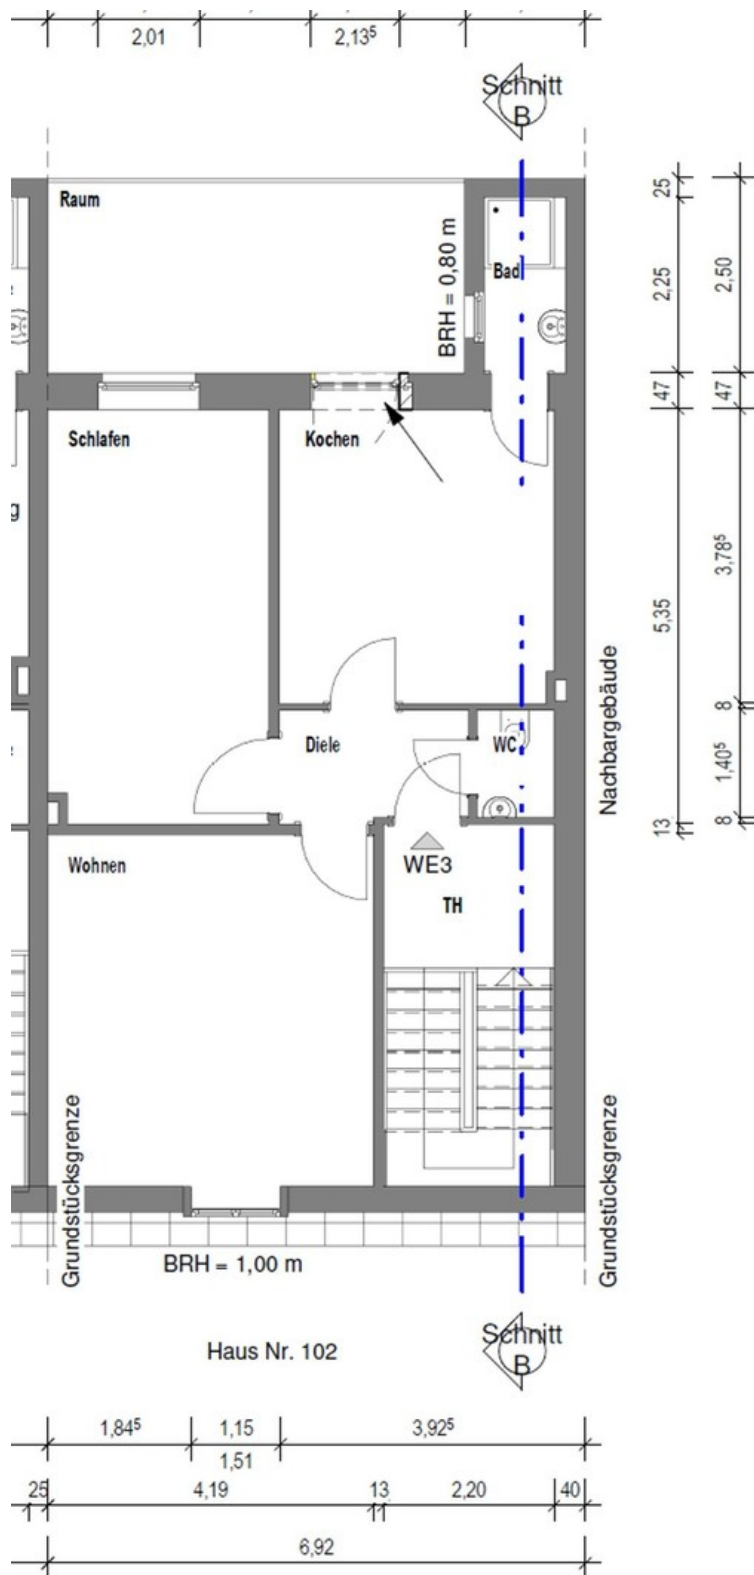 2,01
2,13⁵
Schnitt
B
Raum
BRH = 0,80 m
Bad
25
2,25
2,50
47
47
Schlafen
Kochen
g
5,35
3,78⁵
Nachbargebäude
Diele
WC
8
1,40⁵
13
8
Wohnen
WE3
TH
Grundstücksgrenze
Grundstücksgrenze
BRH = 1,00 m
Haus Nr. 102
Schnitt
B
1,84⁵
1,15
3,92⁵
1,51
25
4,19
13
2,20
40
6,92